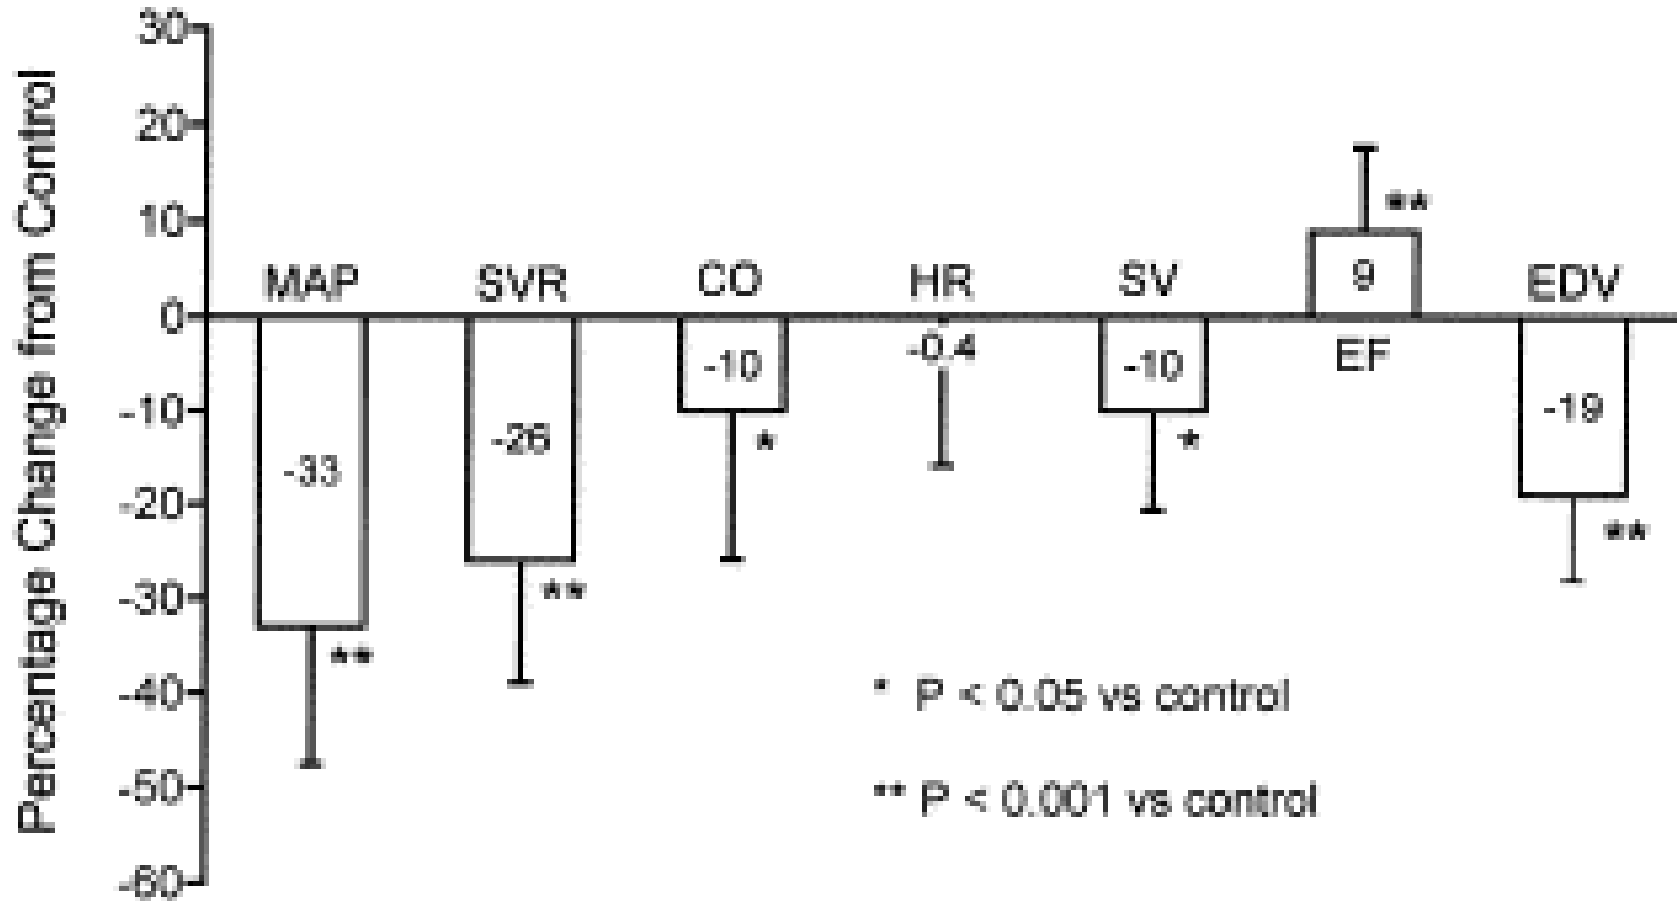 Percentage Change from Control
30
20
10
0
-10
-20
-30
-40
-50
-60
MAP
SVR
CO
HR
SV
EF
EDV
-33
-26
-10
-0.4
-10
9
-19
**
**
*
*
**
**
* P < 0.05 vs control
** P < 0.001 vs control